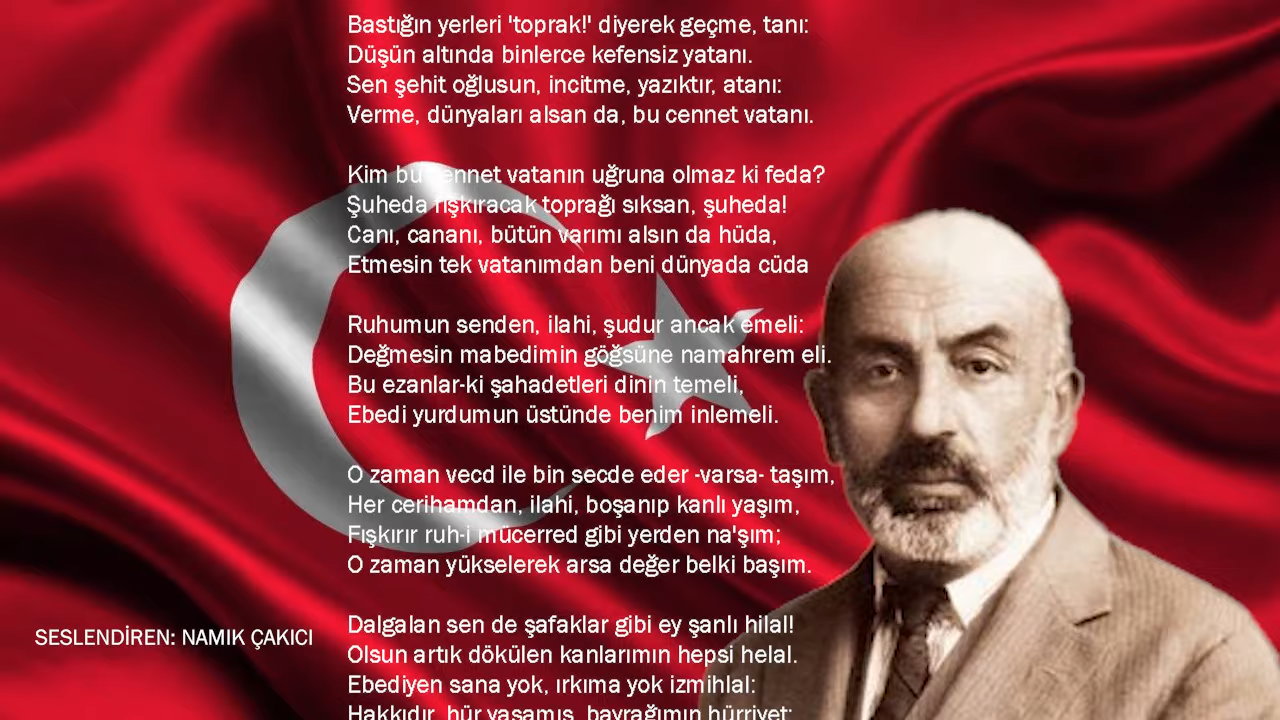 Bastığın yerleri 'toprak!' diyerek geçme, tanı:
Düşün altında binlerce kefensiz yatanı.
Sen şehit oğlusun, incitme, yazıktır, atanı:
Verme, dünyaları alsan da, bu cennet vatanı.
Kim bu cennet vatanın uğruna olmaz ki feda?
Şuheda fışkıracak toprağı sıksan, şuheda!
Canı, cananı, bütün varımı alsın da hüda,
Etmesin tek vatanımdan beni dünyada cüda
Ruhumun senden, ilahi, şudur ancak emeli:
Değmesin mabedimin göğsüne namahrem eli.
Bu ezanlar-ki şahadetleri dinin temeli,
Ebedi yurdumun üstünde benim inlemeli.
O zaman vecd ile bin secde eder -varsa- taşım,
Her cerihamdan, ilahi, boşanıp kanlı yaşım,
Fışkırır ruh-i mücerred gibi yerden na'şım;
O zaman yükselerek arsa değer belki başım.
Dalgalan sen de şafaklar gibi ey şanlı hilal!
Olsun artık dökülen kanlarımın hepsi helal.
Ebediyen sana yok, ırkıma yok izmihlal:
Hakkıdır, hür yaşamış, bayrağımın hürriyet;
SESLENDİREN: NAMIK ÇAKICI